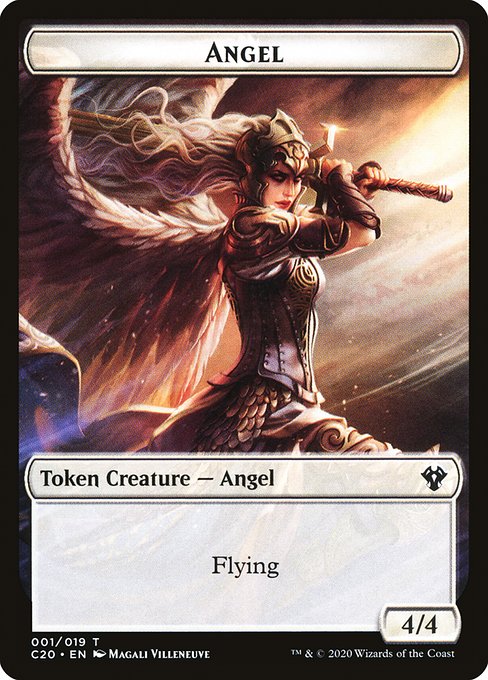 ANGEL
Token Creature — Angel
Flying
4/4
001/019 T
C20 • EN MAGALI VILLENEUVE
™ & © 2020 Wizards of the Coast